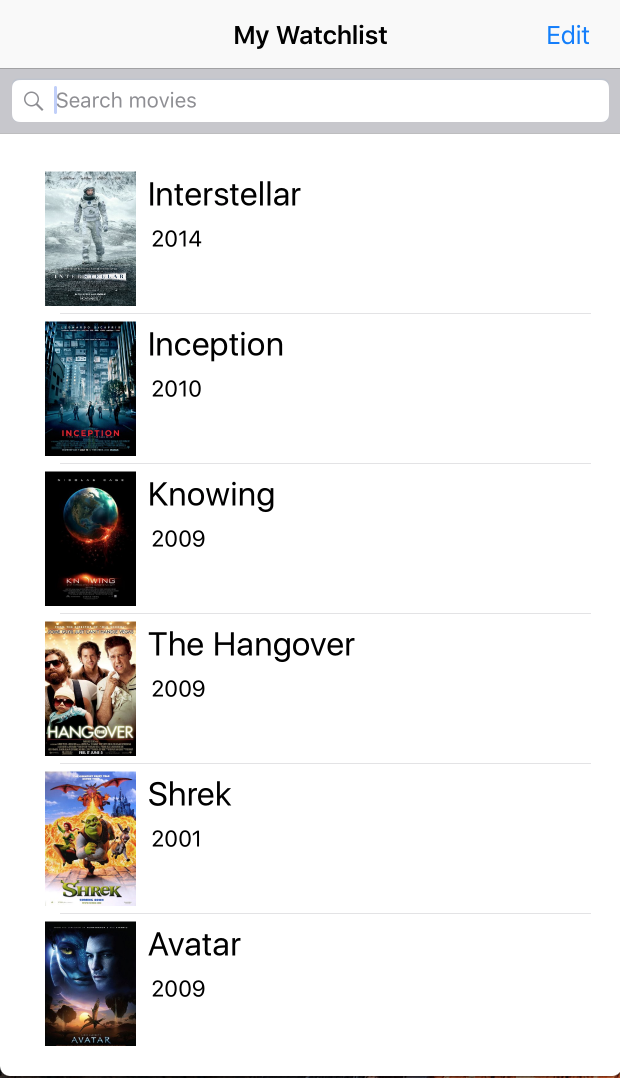 My Watchlist
Edit
Search movies
Interstellar
2014
INTERSTELLAR
Inception
2010
INCEPTION
Knowing
2009
KNOWING
The Hangover
2009
THE
HANGOVER
Shrek
2001
SHREK
Avatar
2009
AVATAR